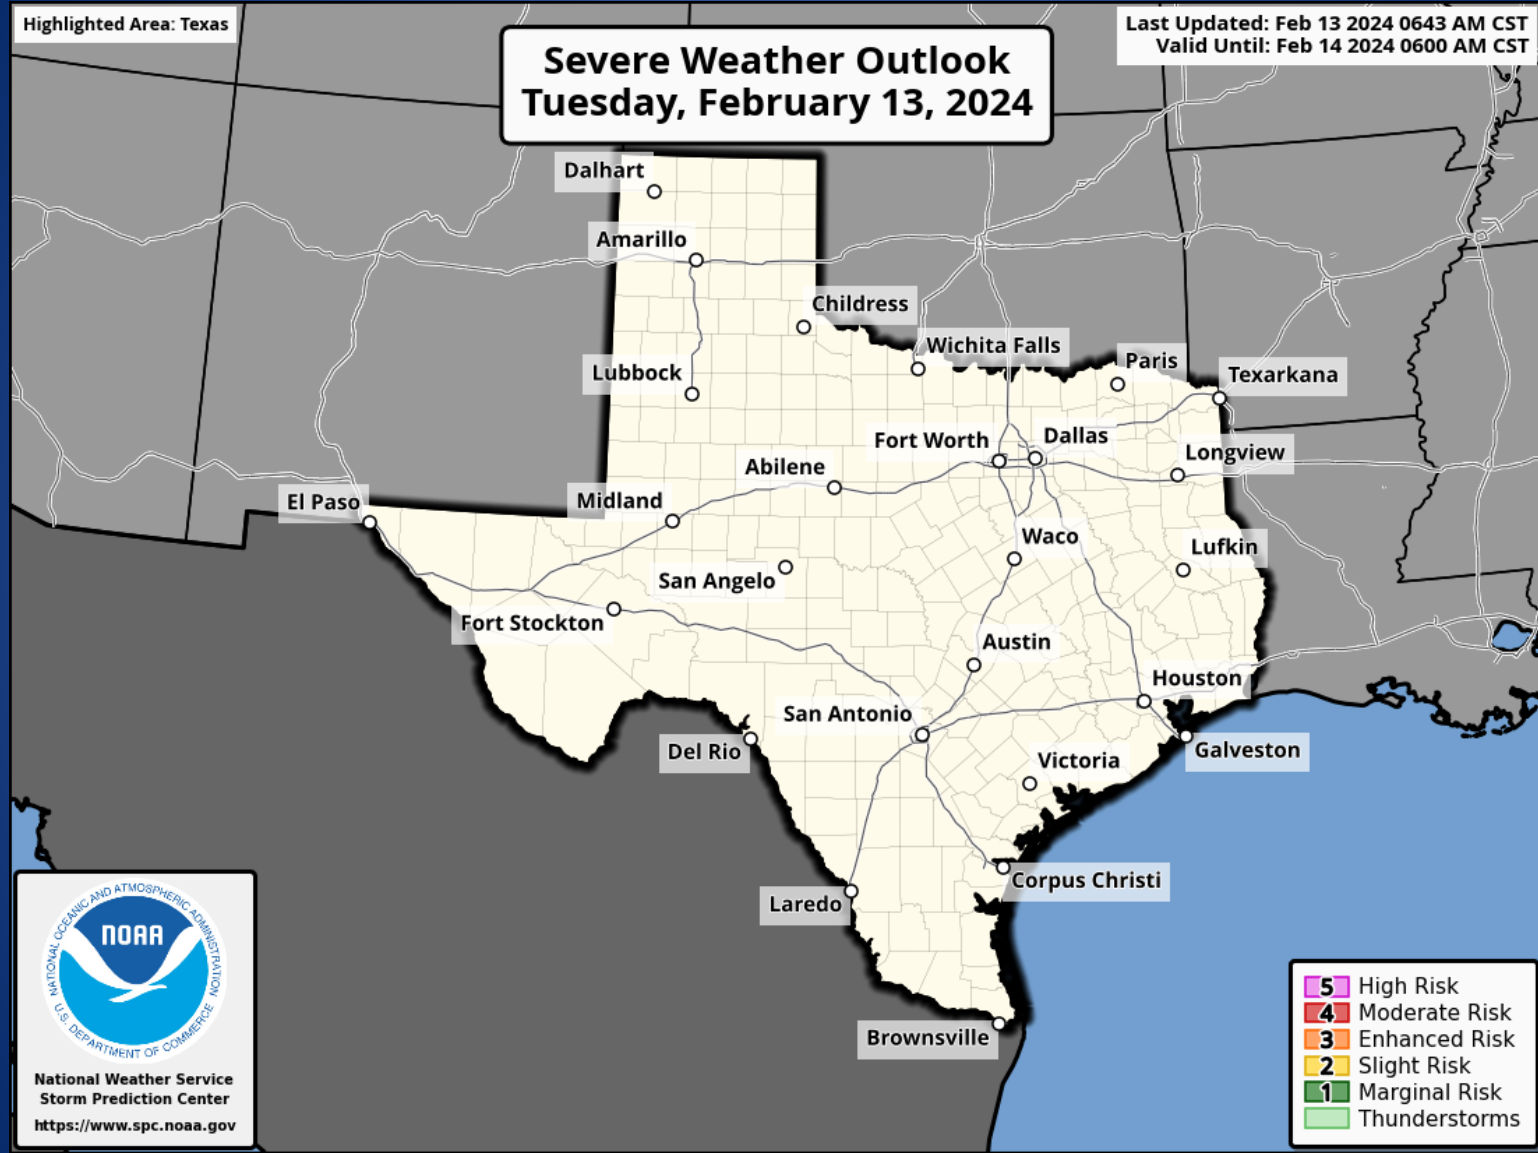 Highlighted Area: Texas
Severe Weather Outlook
Tuesday, February 13, 2024
Last Updated: Feb 13 2024 0643 AM CST
Valid Until: Feb 14 2024 0600 AM CST
Dalhart
Amarillo
Childress
Wichita Falls
Paris
Texarkana
Lubbock
Fort Worth
Dallas
Longview
Abilene
El Paso
Midland
Waco
Lufkin
San Angelo
Fort Stockton
Austin
Houston
San Antonio
Del Rio
Galveston
Victoria
Corpus Christi
Laredo
Brownsville
NATIONAL OCEANIC AND ATMOSPHERIC ADMINISTRATION
NOAA
U.S. DEPARTMENT OF COMMERCE
National Weather Service
Storm Prediction Center
https://www.spc.noaa.gov
5 High Risk
4 Moderate Risk
3 Enhanced Risk
2 Slight Risk
1 Marginal Risk
Thunderstorms